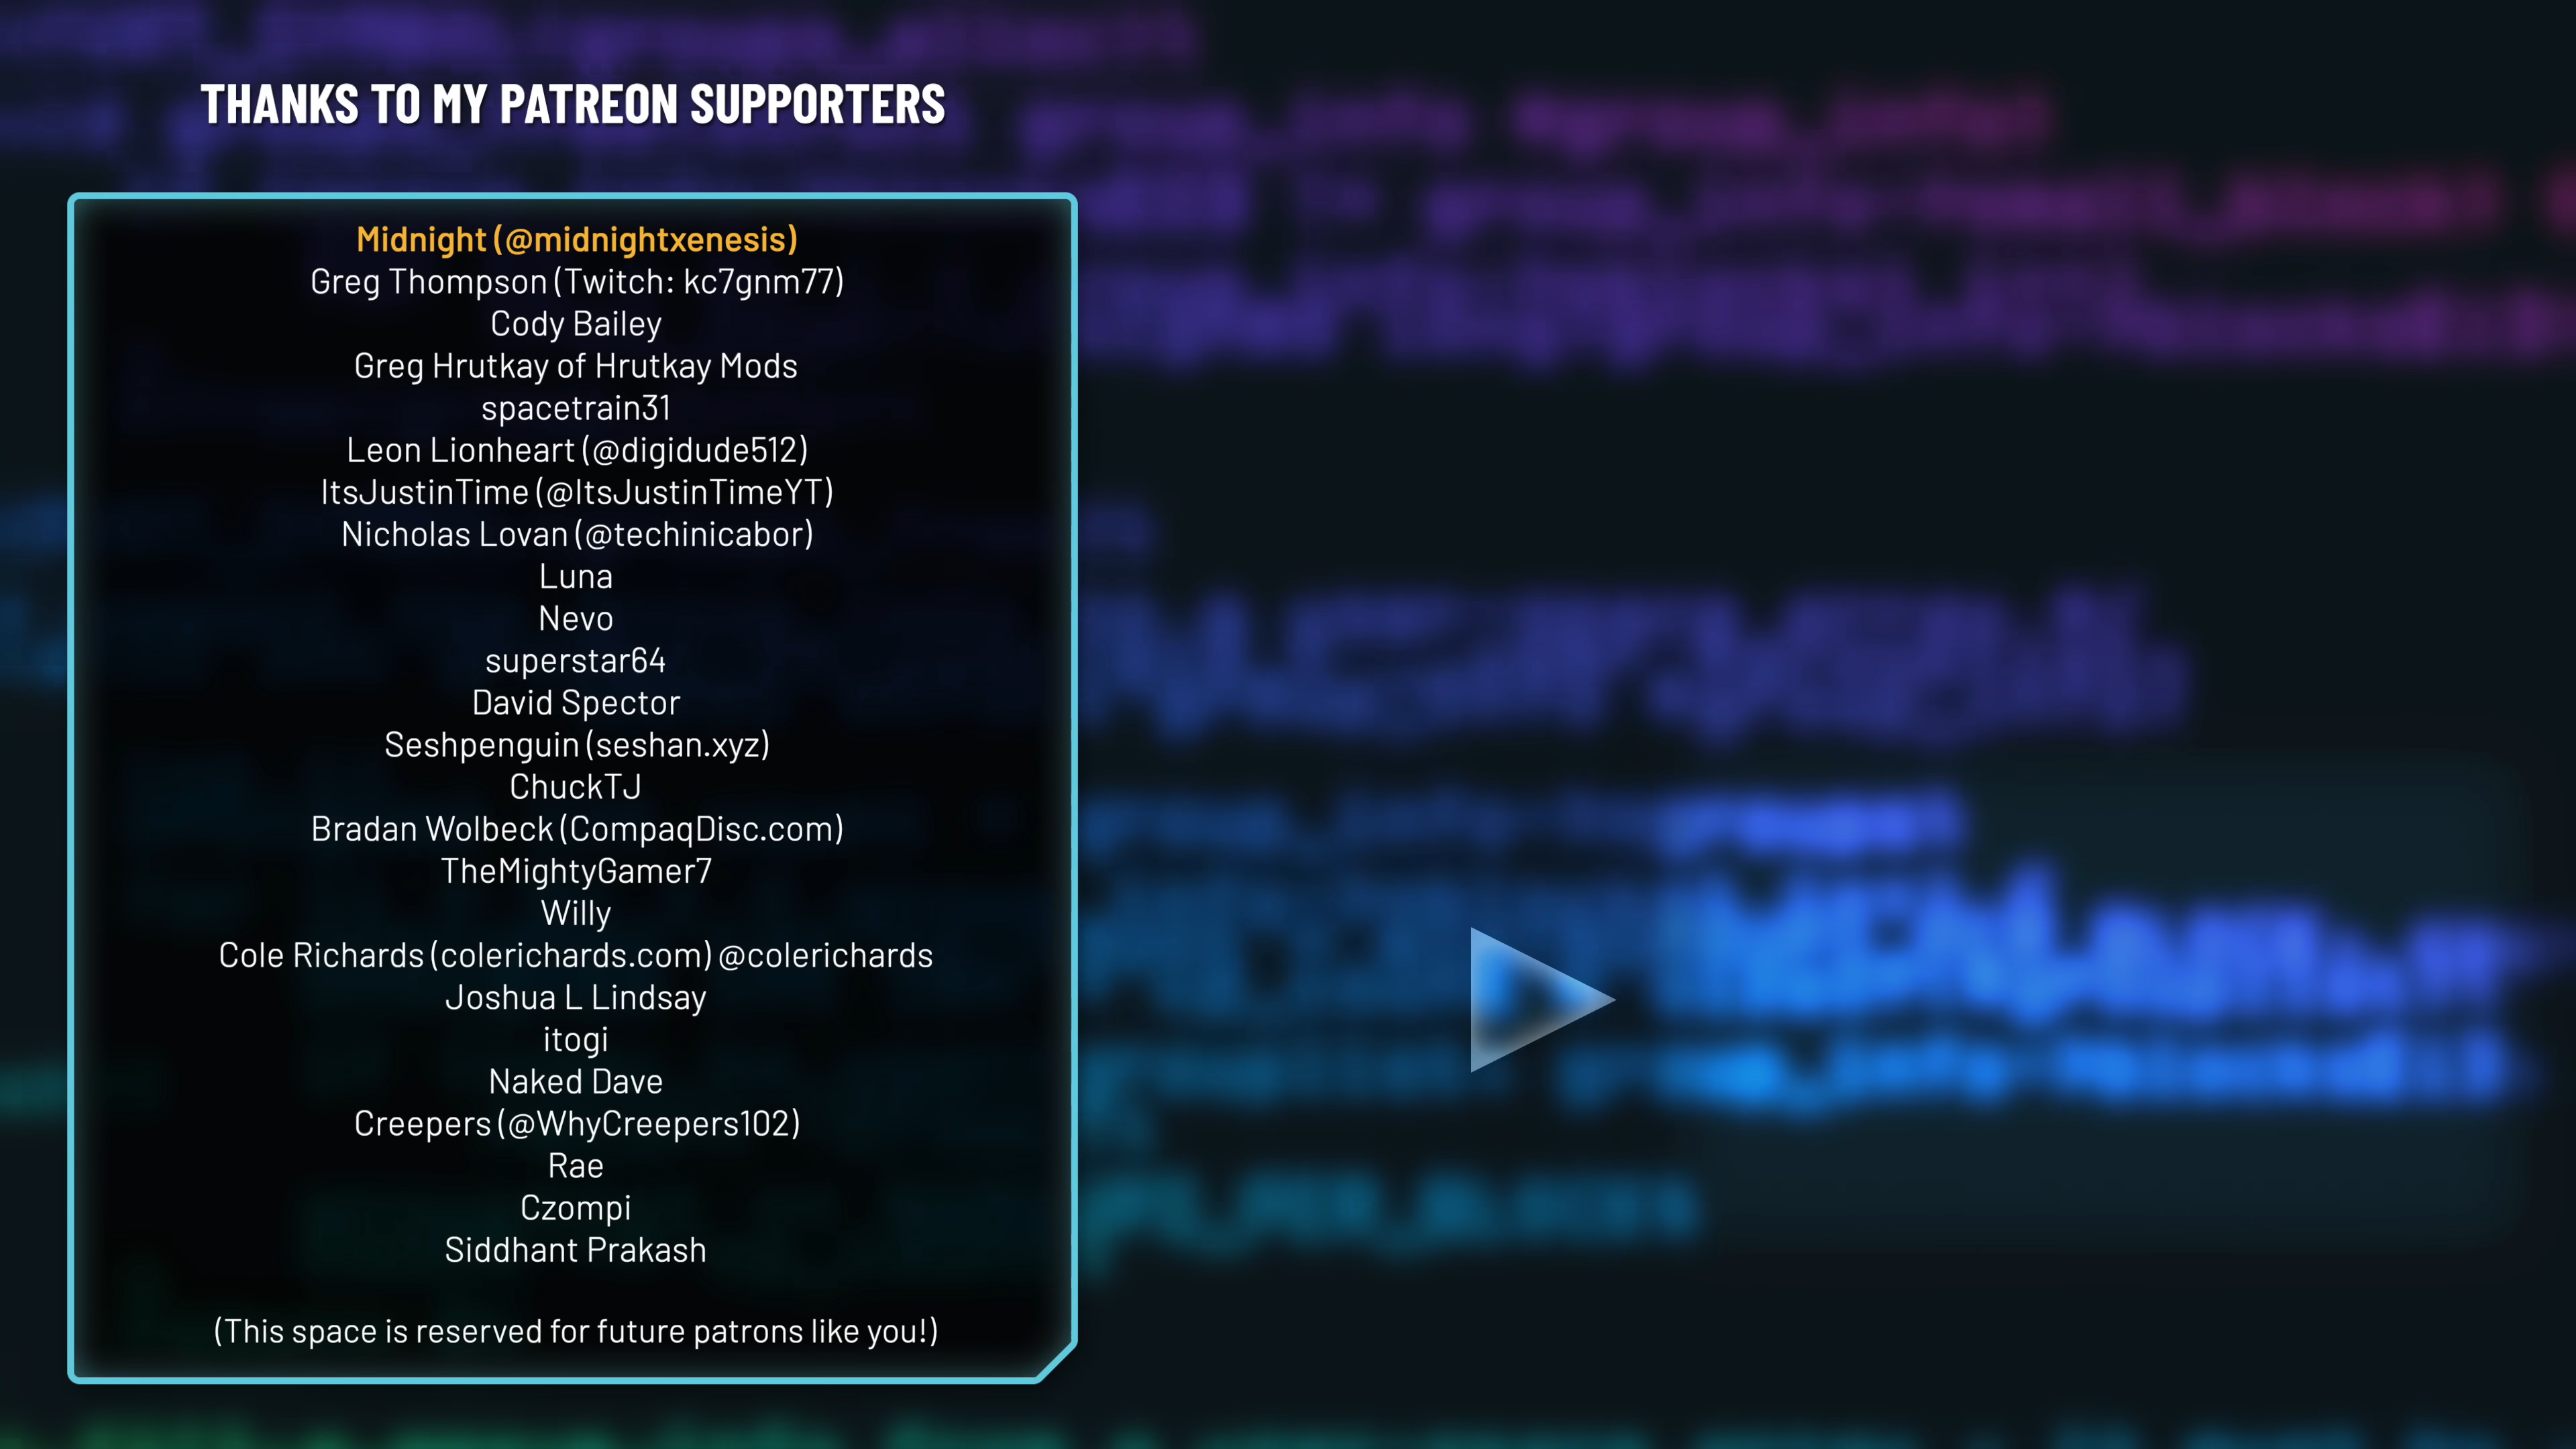 THANKS TO MY PATREON SUPPORTERS
Midnight (@midnightxenesis)
Greg Thompson (Twitch: kc7gnm77)
Cody Bailey
Greg Hrutkay of Hrutkay Mods
spacetrain31
Leon Lionheart (@digidude512)
ItsJustinTime (@ItsJustinTimeYT)
Nicholas Lovan (@techinicabor)
Luna
Nevo
superstar64
David Spector
Seshpenguin (seshan.xyz)
ChuckTJ
Bradan Wolbeck (CompaqDisc.com)
TheMightyGamer7
Willy
Cole Richards (colerichards.com) @colerichards
Joshua L Lindsay
itogi
Naked Dave
Creepers (@WhyCreepers102)
Rae
Czompi
Siddhant Prakash
(This space is reserved for future patrons like you!)